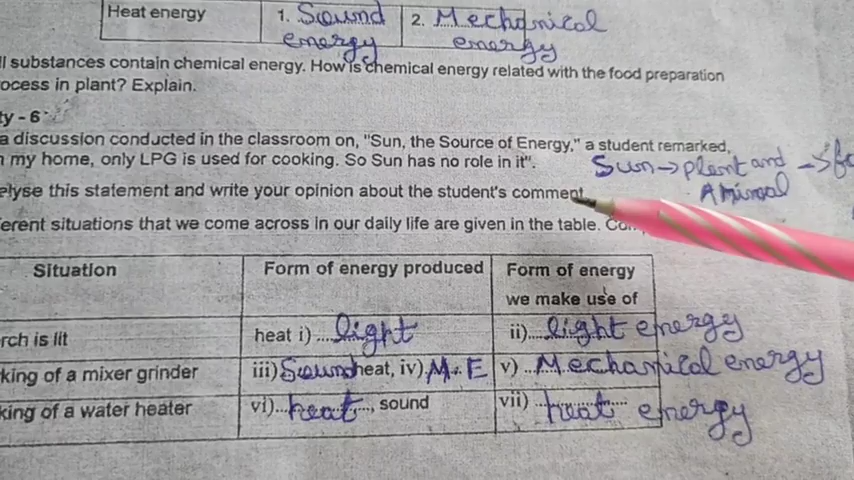 Heat energy 1. Sound energy 2. Mechanical energy
ll substances contain chemical energy. How is chemical energy related with the food preparation
ocess in plant? Explain.
ty - 6
a discussion conducted in the classroom on, "Sun, the Source of Energy," a student remarked,
n my home, only LPG is used for cooking. So Sun has no role in it".
Sun → plant and → fo
Animal
elyse this statement and write your opinion about the student's comment
erent situations that we come across in our daily life are given in the table.
Situation Form of energy produced Form of energy we make use of
rch is lit heat i) light ii) light energy
king of a mixer grinder iii) Sound heat, iv) M.E v) Mechanical energy
king of a water heater vi) heat, sound vii) heat energy